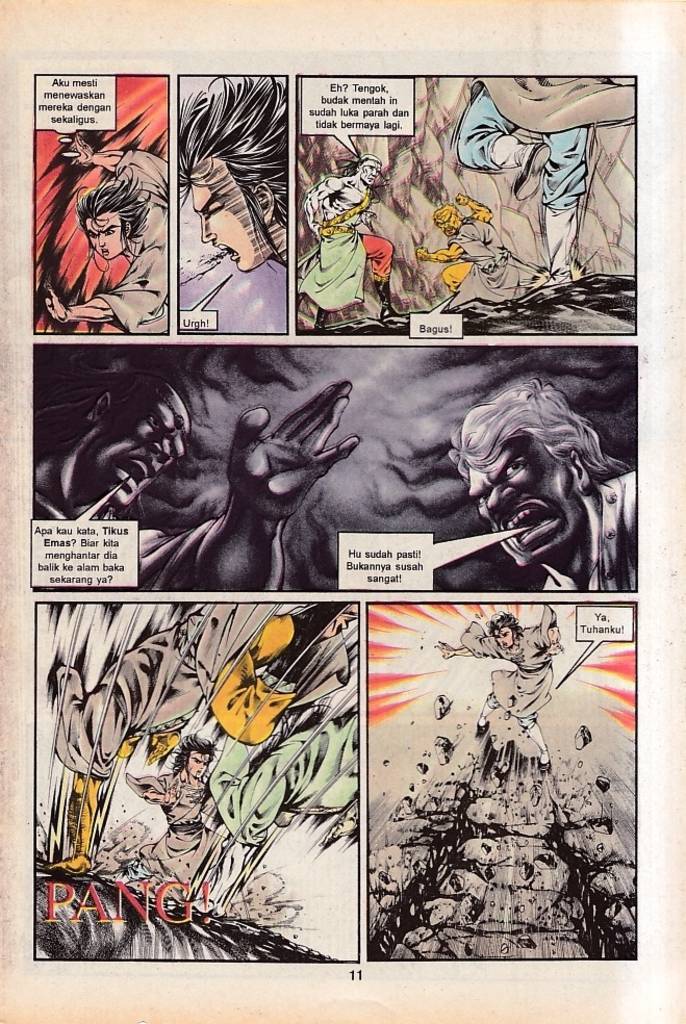 Aku mesti
menewaskan
mereka dengan
sekaligus.
Urgh!
Eh? Tengok,
budak mentah in
sudah luka parah dan
tidak bermaya lagi.
Bagus!
Apa kau kata, Tikus
Emas? Biar kita
menghantar dia
balik ke alam baka
sekarang ya?
Hu sudah pasti!
Bukannya susah
sangat!
PANG!
Ya,
Tuhanku!
11